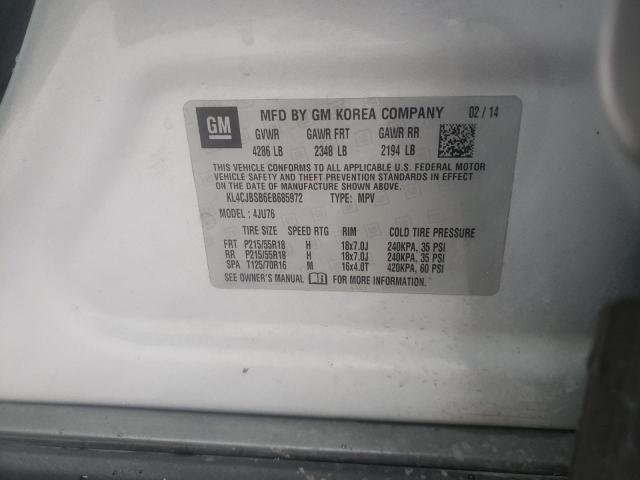 GM
MFD BY GM KOREA COMPANY 02/14
GVWR GAWR FRT GAWR RR
4286 LB 2348 LB 2194 LB
THIS VEHICLE CONFORMS TO ALL APPLICABLE U.S. FEDERAL MOTOR
VEHICLE SAFETY AND THEFT PREVENTION STANDARDS IN EFFECT ON
THE DATE OF MANUFACTURE SHOWN ABOVE.
KL4CJBSB6EB685972 TYPE: MPV
MODEL: 4JU76
TIRE SIZE SPEED RTG RIM COLD TIRE PRESSURE
FRT P215/55R18 H 18x7.0J 240KPA, 35 PSI
RR P215/55R18 H 18x7.0J 240KPA, 35 PSI
SPA T125/70R16 M 16x4.0T 420KPA, 60 PSI
SEE OWNER'S MANUAL FOR MORE INFORMATION.